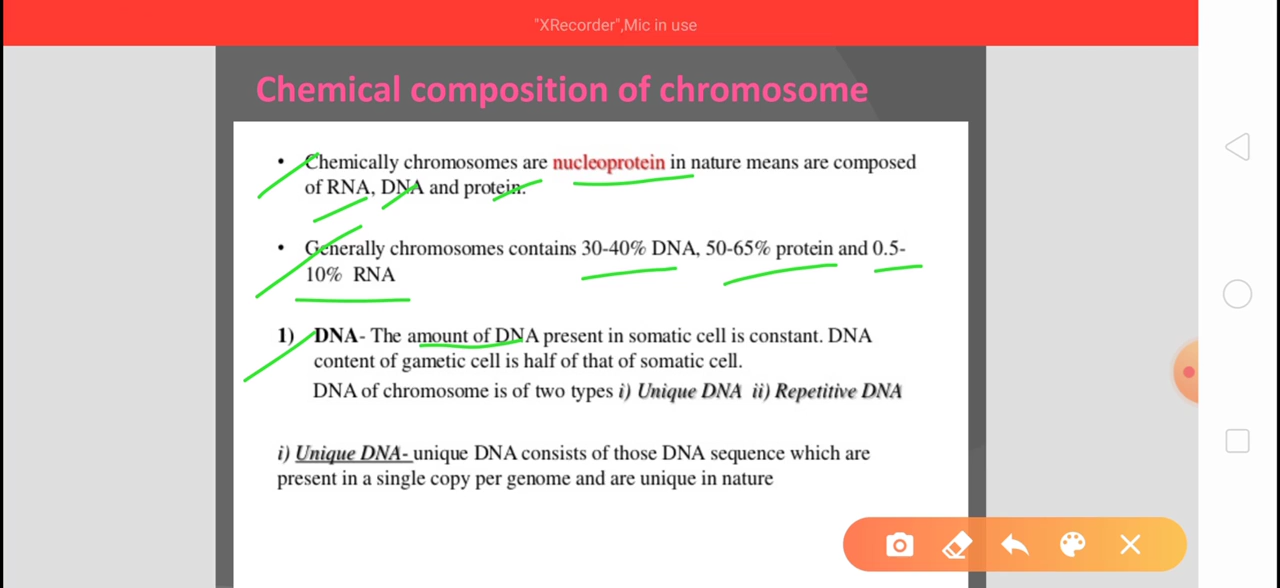 "XRecorder",Mic in use
Chemical composition of chromosome
• Chemically chromosomes are nucleoprotein in nature means are composed
of RNA, DNA and protein.
• Generally chromosomes contains 30-40% DNA, 50-65% protein and 0.5-
10% RNA
1) DNA- The amount of DNA present in somatic cell is constant. DNA
content of gametic cell is half of that of somatic cell.
DNA of chromosome is of two types i) Unique DNA ii) Repetitive DNA
i) Unique DNA- unique DNA consists of those DNA sequence which are
present in a single copy per genome and are unique in nature